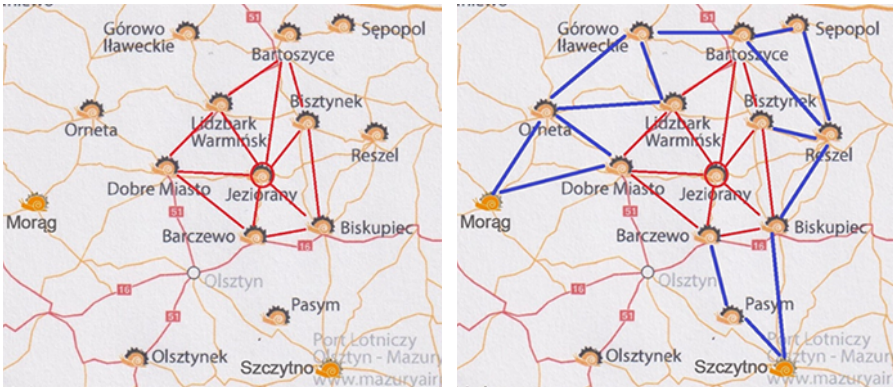 51
Górowo
Iławeckie
Sępopol
Bartoszyce
Bisztynek
Orneta
Lidzbark
Warmiński
Reszel
Dobre Miasto
Jeziorany
Morąg
51
Barczewo
Biskupiec
16
Olsztyn
16
51
Pasym
Port Lotniczy
Olsztynek
Olsztyn - Mazury
Szczytno
www.mazuryair
51
Górowo
Iławeckie
Sępopol
Bartoszyce
Bisztynek
Orneta
Lidzbark
Warmiński
Reszel
Dobre Miasto
Jeziorany
Morąg
51
Barczewo
Biskupiec
16
Olsztyn
16
51
Pasym
Port Lotniczy
Olsztynek
Olsztyn - Mazury
Szczytno
www.mazuryair